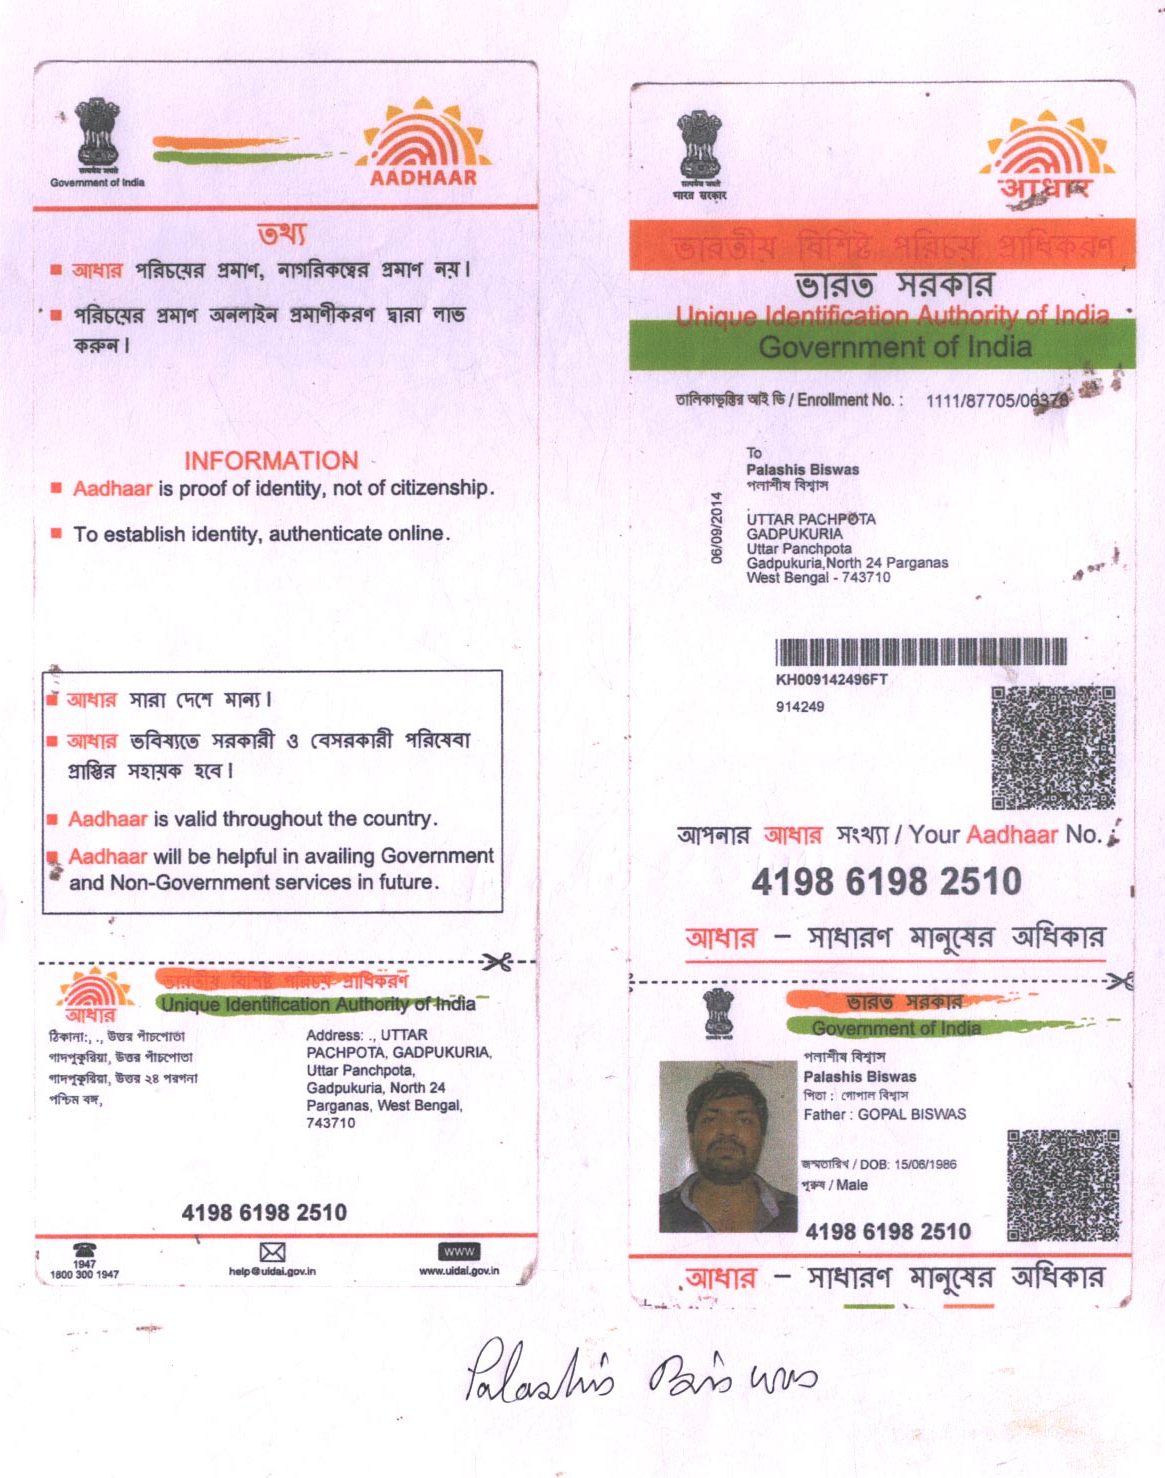 Government of India
AADHAAR
তথ্য
আধার পরিচয়ের প্রমাণ, নাগরিকত্বের প্রমাণ নয়।
পরিচয়ের প্রমাণ অনলাইন প্রমাণীকরণ দ্বারা লাভ
করুন।
INFORMATION
Aadhaar is proof of identity, not of citizenship.
To establish identity, authenticate online.
আধার সারা দেশে মান্য।
আধার ভবিষ্যতে সরকারী ও বেসরকারী পরিষেবা
প্রাপ্তির সহায়ক হবে।
Aadhaar is valid throughout the country.
Aadhaar will be helpful in availing Government
and Non-Government services in future.
আধার
ভারতীয় বিশিষ্ট পরিচয় প্রাধিকরণ
Unique Identification Authority of India
ঠিকানা:, ., উত্তর পাঁচপোতা
গাদপুকুরিয়া, উত্তর পাঁচপোতা
গাদপুকুরিয়া, উত্তর ২৪ পরগনা
পশ্চিম বঙ্গ,
Address: ., UTTAR
PACHPOTA, GADPUKURIA,
Uttar Panchpota,
Gadpukuria, North 24
Parganas, West Bengal,
743710
4198 6198 2510
1947
1800 300 1947
help@uidai.gov.in
WWW
www.uidai.gov.in
सत्यमेव जयते
भारत सरकार
आधार
ভারতীয় বিশিষ্ট পরিচয় প্রাধিকরণ
ভারত সরকার
Unique Identification Authority of India
Government of India
তালিকাভুক্তির আই ডি / Enrollment No. : 1111/87705/06378
06/09/2014
To
Palashis Biswas
পলাশীষ বিশ্বাস
UTTAR PACHPOTA
GADPUKURIA
Uttar Panchpota
Gadpukuria,North 24 Parganas
West Bengal - 743710
KH009142496FT
914249
আপনার আধার সংখ্যা / Your Aadhaar No. :
4198 6198 2510
আধার – সাধারণ মানুষের অধিকার
ভারত সরকার
Government of India
পলাশীষ বিশ্বাস
Palashis Biswas
পিতা : গোপাল বিশ্বাস
Father : GOPAL BISWAS
জন্মতারিখ / DOB: 15/06/1986
পুরুষ / Male
4198 6198 2510
আধার – সাধারণ মানুষের অধিকার
Palashis Biswas